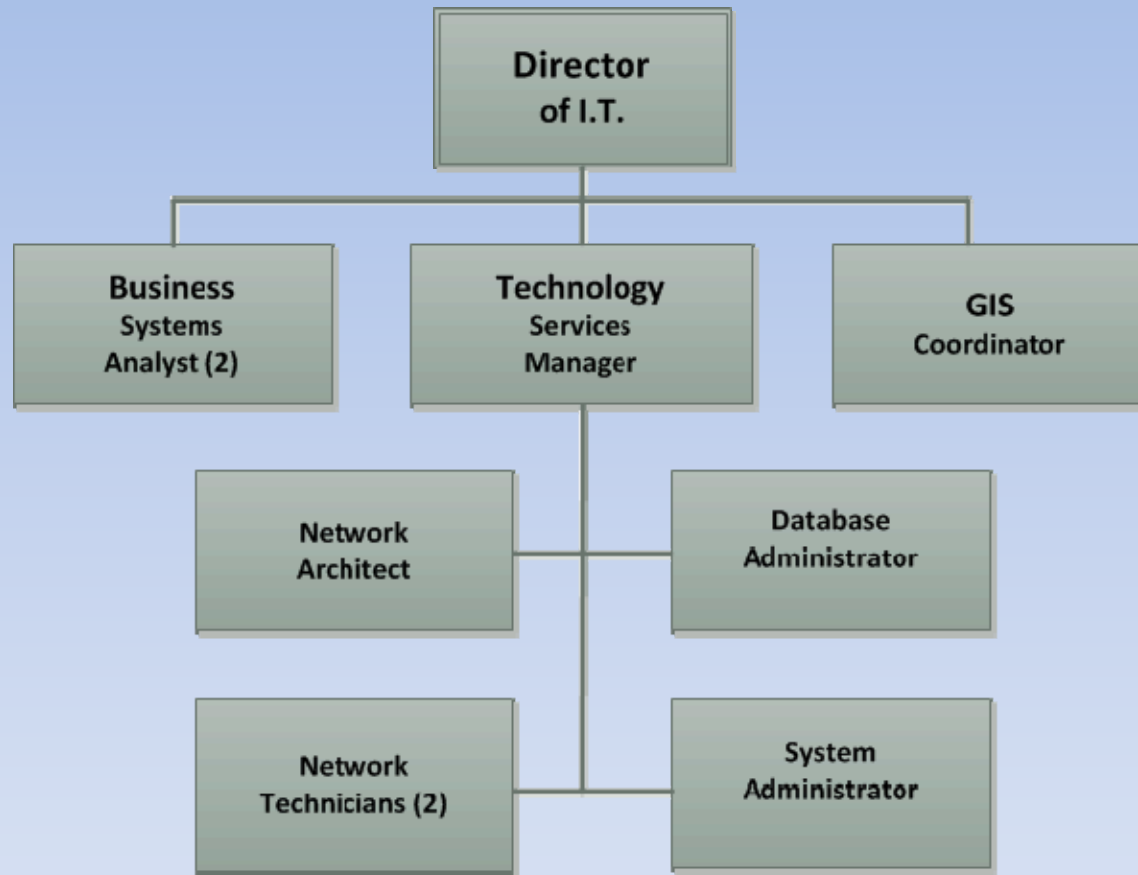 Director
of I.T.
Business
Systems
Analyst (2)
Technology
Services
Manager
GIS
Coordinator
Network
Architect
Database
Administrator
Network
Technicians (2)
System
Administrator